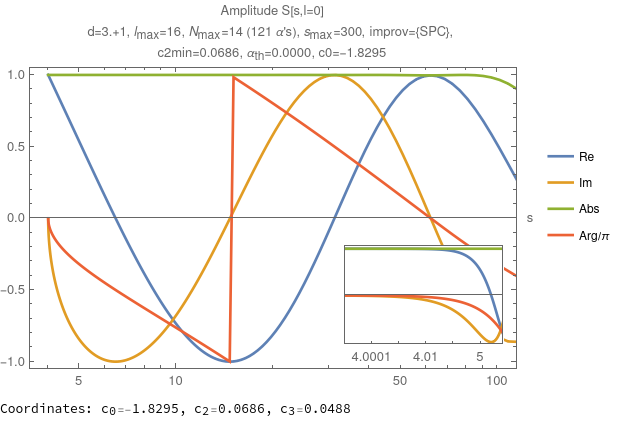 Amplitude S[s,l=0]
d=3.+1, lmax=16, Nmax=14 (121 α's), smax=300, improv={SPC},
c2min=0.0686, αth=0.0000, c0=−1.8295
1.0
0.5
0.0
−0.5
−1.0
5
10
50
100
s
4.0001
4.01
5
Re
Im
Abs
Arg/π
Coordinates: c0=-1.8295, c2=0.0686, c3=0.0488